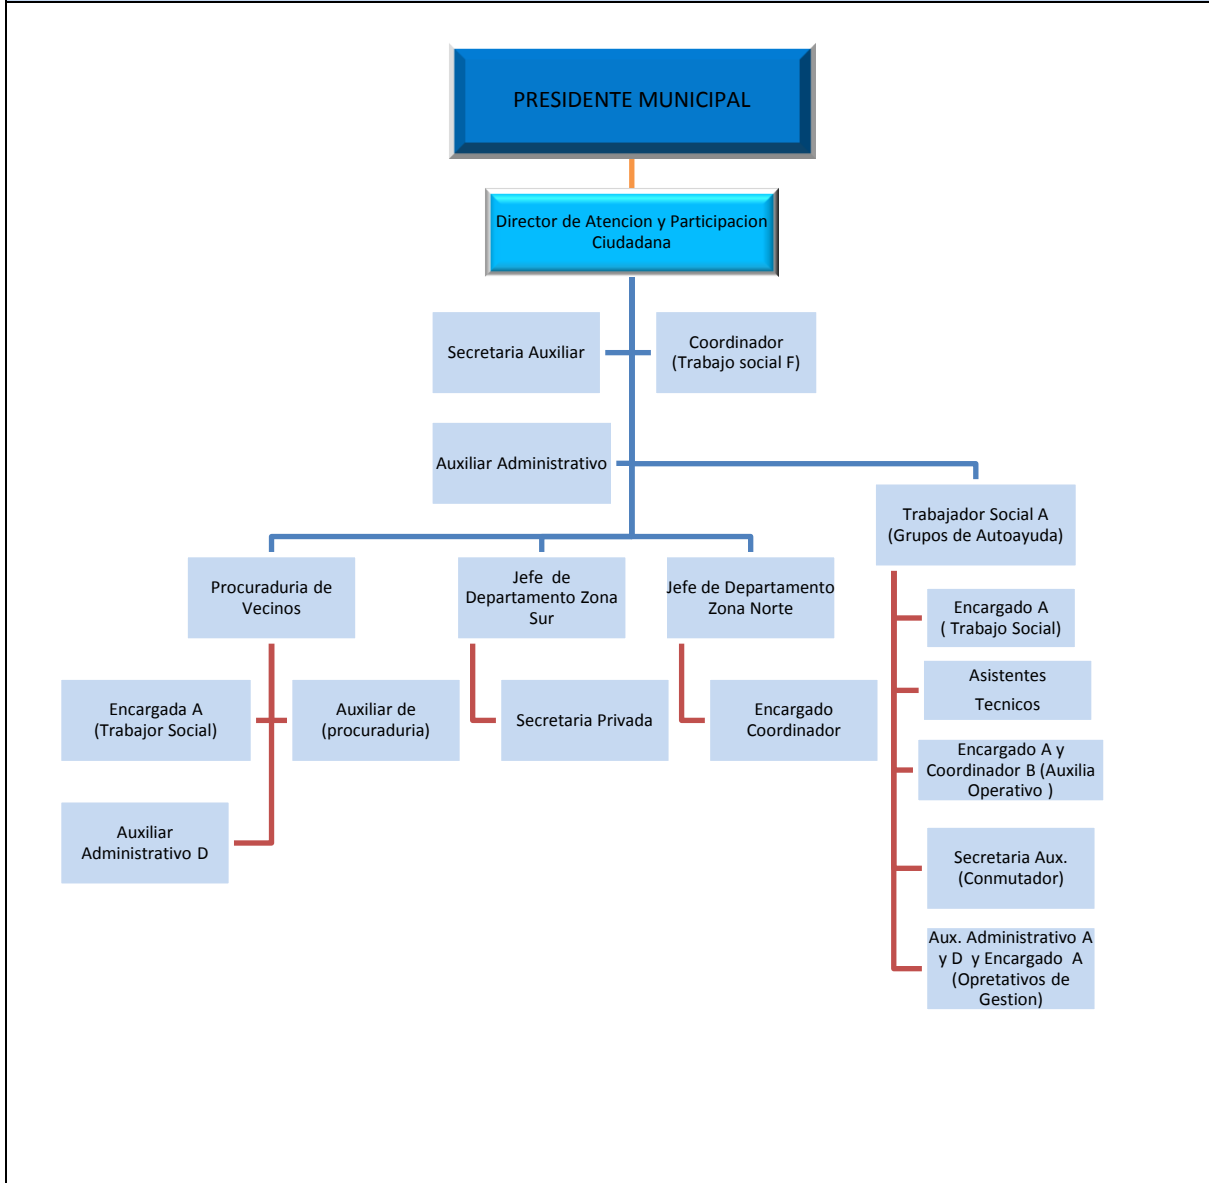 PRESIDENTE MUNICIPAL
Director de Atencion y Participacion
Ciudadana
Secretaria Auxiliar
Coordinador
(Trabajo social F)
Auxiliar Administrativo
Trabajador Social A
(Grupos de Autoayuda)
Procuraduria de
Vecinos
Jefe de
Departamento Zona
Sur
Jefe de Departamento
Zona Norte
Encargado A
( Trabajo Social)
Asistentes
Tecnicos
Encargada A
(Trabajor Social)
Auxiliar de
(procuraduria)
Secretaria Privada
Encargado
Coordinador
Encargado A y
Coordinador B (Auxilia
Operativo )
Auxiliar
Administrativo D
Secretaria Aux.
(Conmutador)
Aux. Administrativo A
y D y Encargado A
(Opretativos de
Gestion)